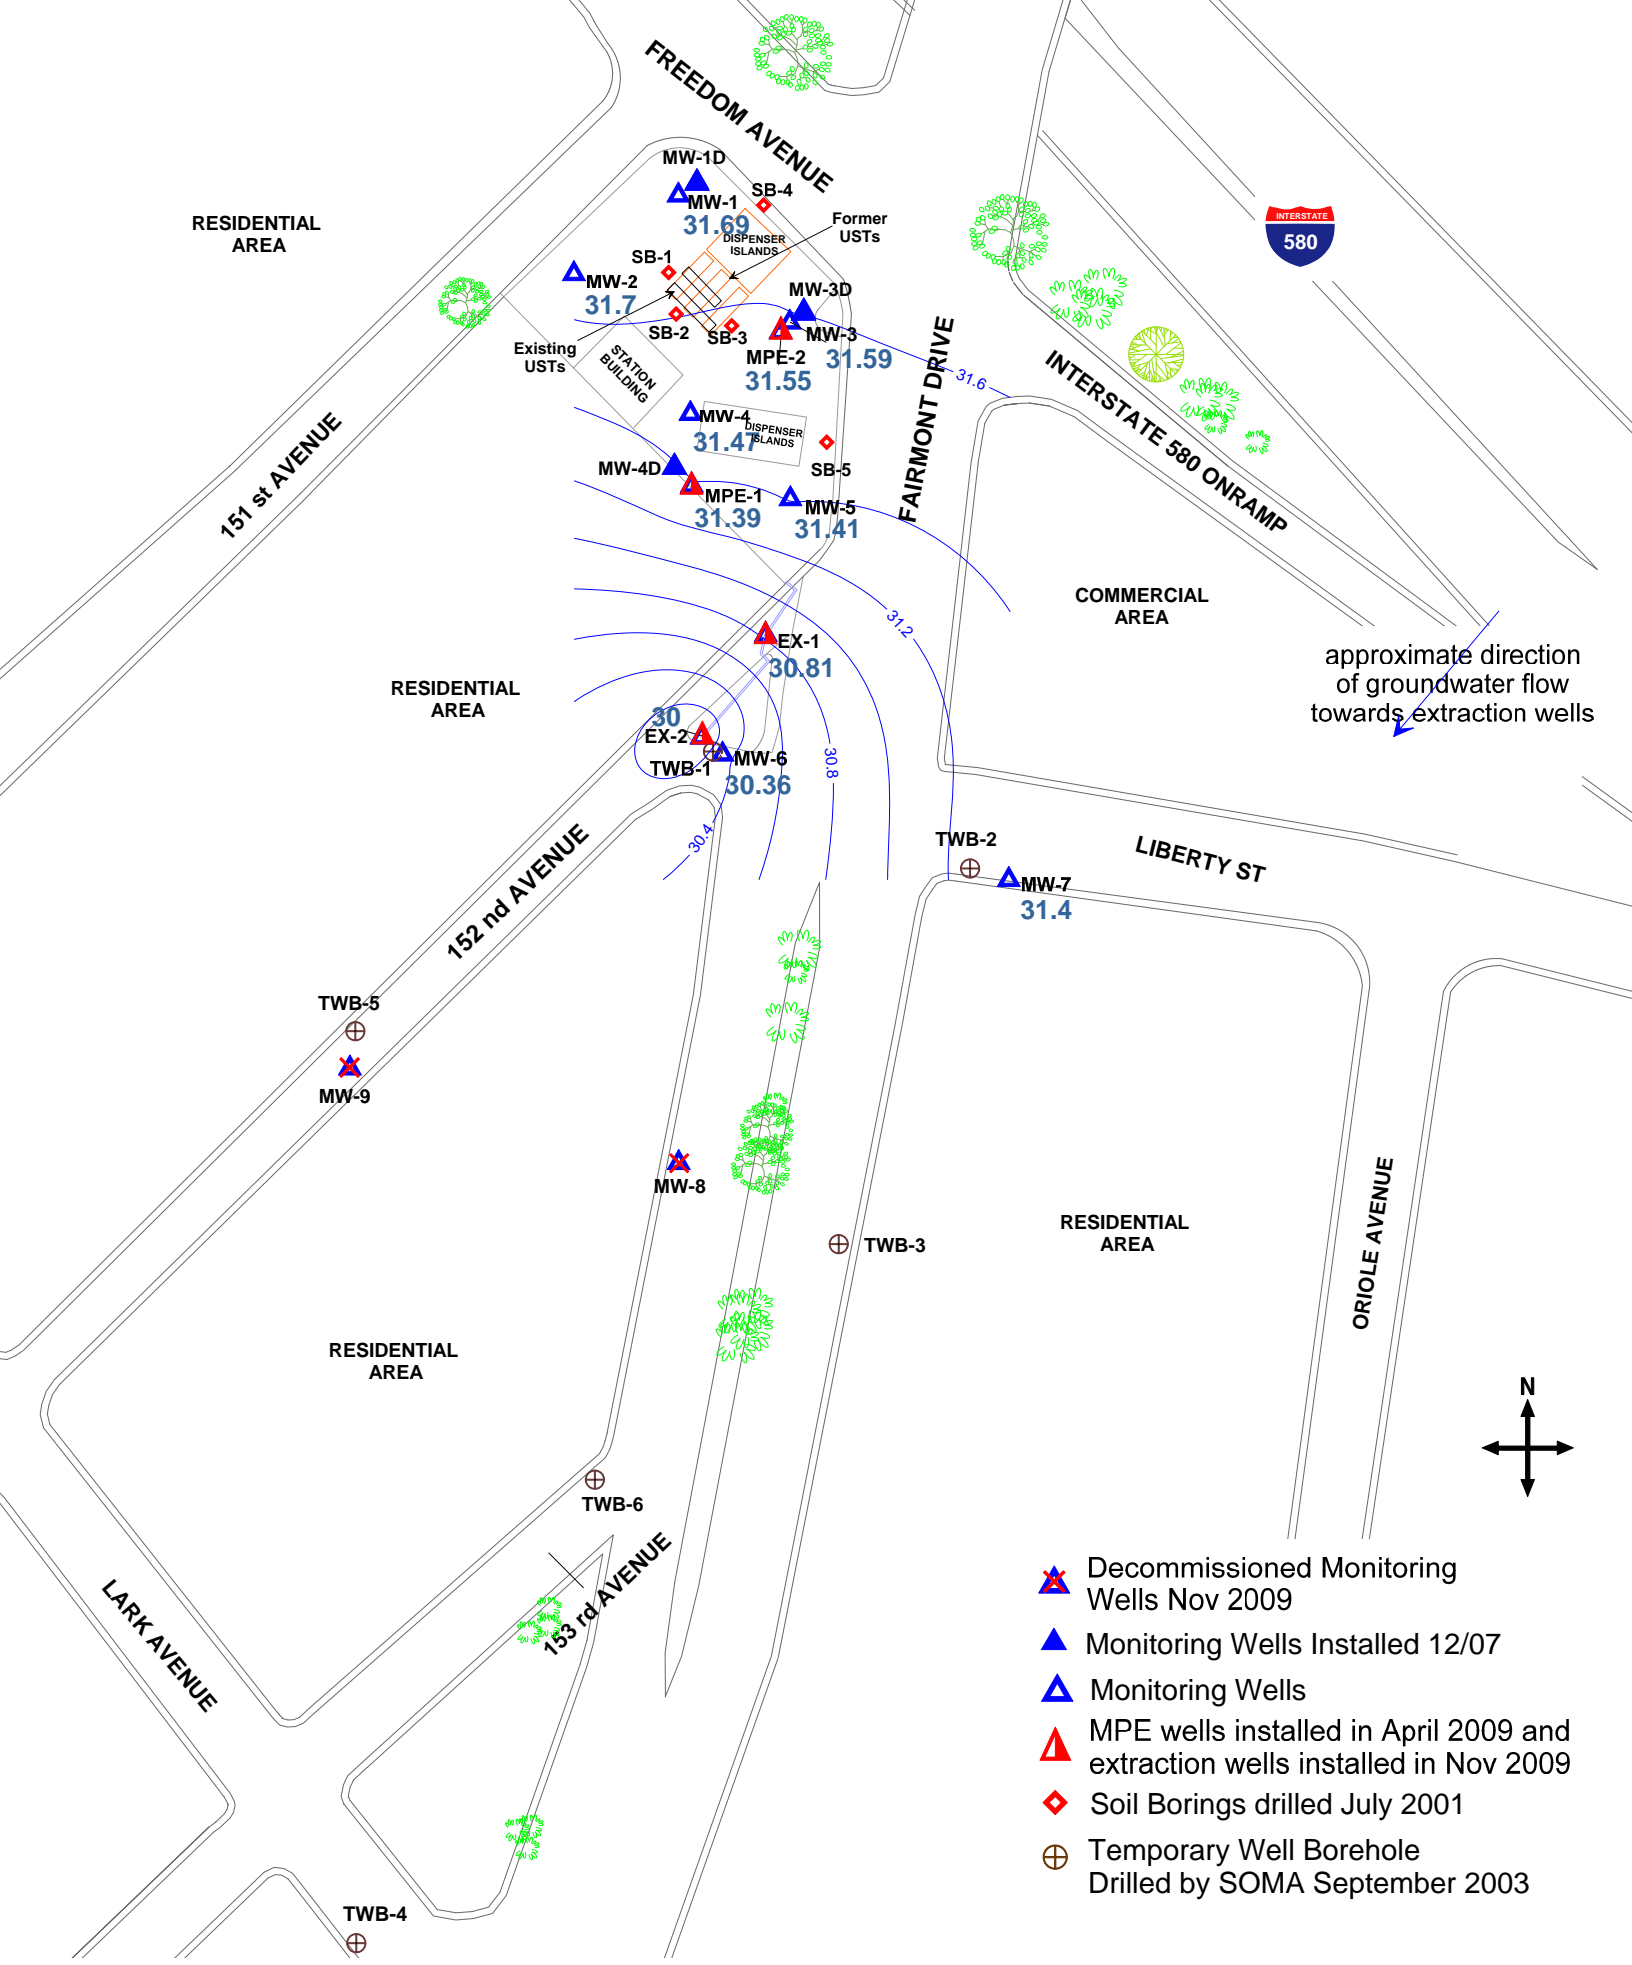 FREEDOM AVENUE
MW-1D
MW-1
31.69
SB-4
RESIDENTIAL
AREA
Former
USTs
DISPENSER
ISLANDS
INTERSTATE
580
SB-1
MW-2
31.7
MW-3D
SB-2
SB-3
MW-3
31.59
MPE-2
31.55
Existing
USTs
STATION
BUILDING
31.6
FAIRMONT DRIVE
INTERSTATE 580 ONRAMP
MW-4
31.47
DISPENSER
ISLANDS
151 st AVENUE
MW-4D
SB-5
MPE-1
31.39
MW-5
31.41
COMMERCIAL
AREA
31.2
EX-1
30.81
approximate direction
of groundwater flow
towards extraction wells
RESIDENTIAL
AREA
30
EX-2
TWB-1
MW-6
30.36
30.8
30.4
152 nd AVENUE
TWB-2
LIBERTY ST
MW-7
31.4
TWB-5
MW-9
MW-8
TWB-3
RESIDENTIAL
AREA
ORIOLE AVENUE
RESIDENTIAL
AREA
N
TWB-6
153 rd AVENUE
LARK AVENUE
TWB-4
Decommissioned Monitoring
Wells Nov 2009
Monitoring Wells Installed 12/07
Monitoring Wells
MPE wells installed in April 2009 and
extraction wells installed in Nov 2009
Soil Borings drilled July 2001
Temporary Well Borehole
Drilled by SOMA September 2003